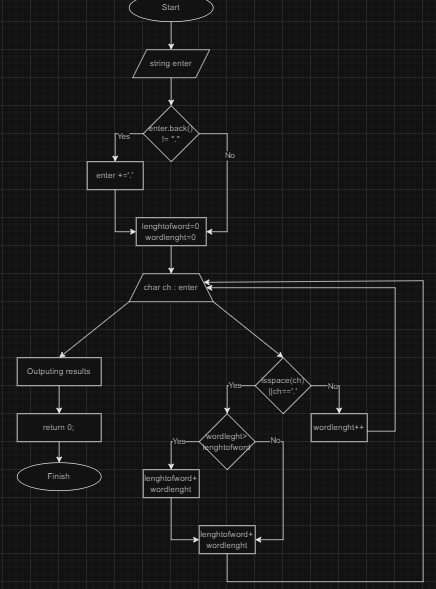 Start
string enter
enter.back()
!= "."
Yes
No
enter +='.'
lenghtofword=0
wordlenght=0
char ch : enter
Outputing results
isspace(ch)
||ch=='.'
Yes
No
return 0;
wordlenght++
wordleght>
lenghtofword
Yes
No
Finish
lenghtofword+
wordlenght
lenghtofword+
wordlenght